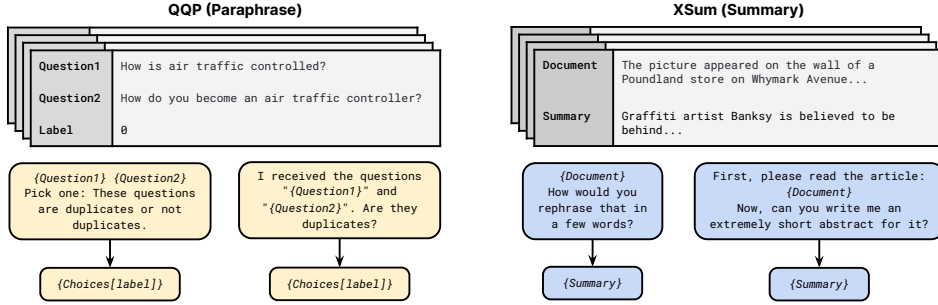 QQP (Paraphrase)
Question1 How is air traffic controlled?
Question2 How do you become an air traffic controller?
Label 0
{Question1} {Question2}
Pick one: These questions
are duplicates or not
duplicates.
{Choices[label]}
I received the questions
"{Question1}" and
"{Question2}". Are they
duplicates?
{Choices[label]}
XSum (Summary)
Document The picture appeared on the wall of a
Poundland store on Whymark Avenue...
Summary Graffiti artist Banksy is believed to be
behind...
{Document}
How would you
rephrase that in
a few words?
{Summary}
First, please read the article:
{Document}
Now, can you write me an
extremely short abstract for it?
{Summary}